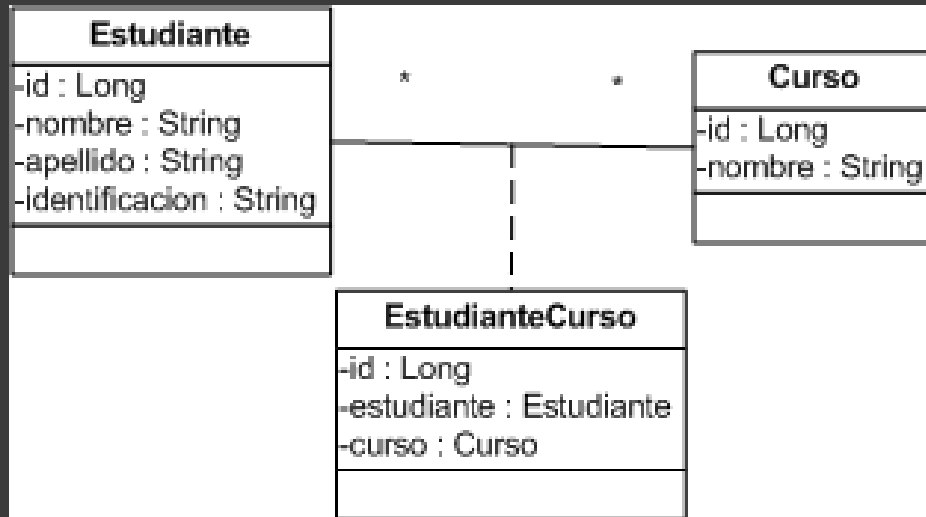 Estudiante
-id : Long
-nombre : String
-apellido : String
-identificacion : String
* *
Curso
-id : Long
-nombre : String
EstudianteCurso
-id : Long
-estudiante : Estudiante
-curso : Curso